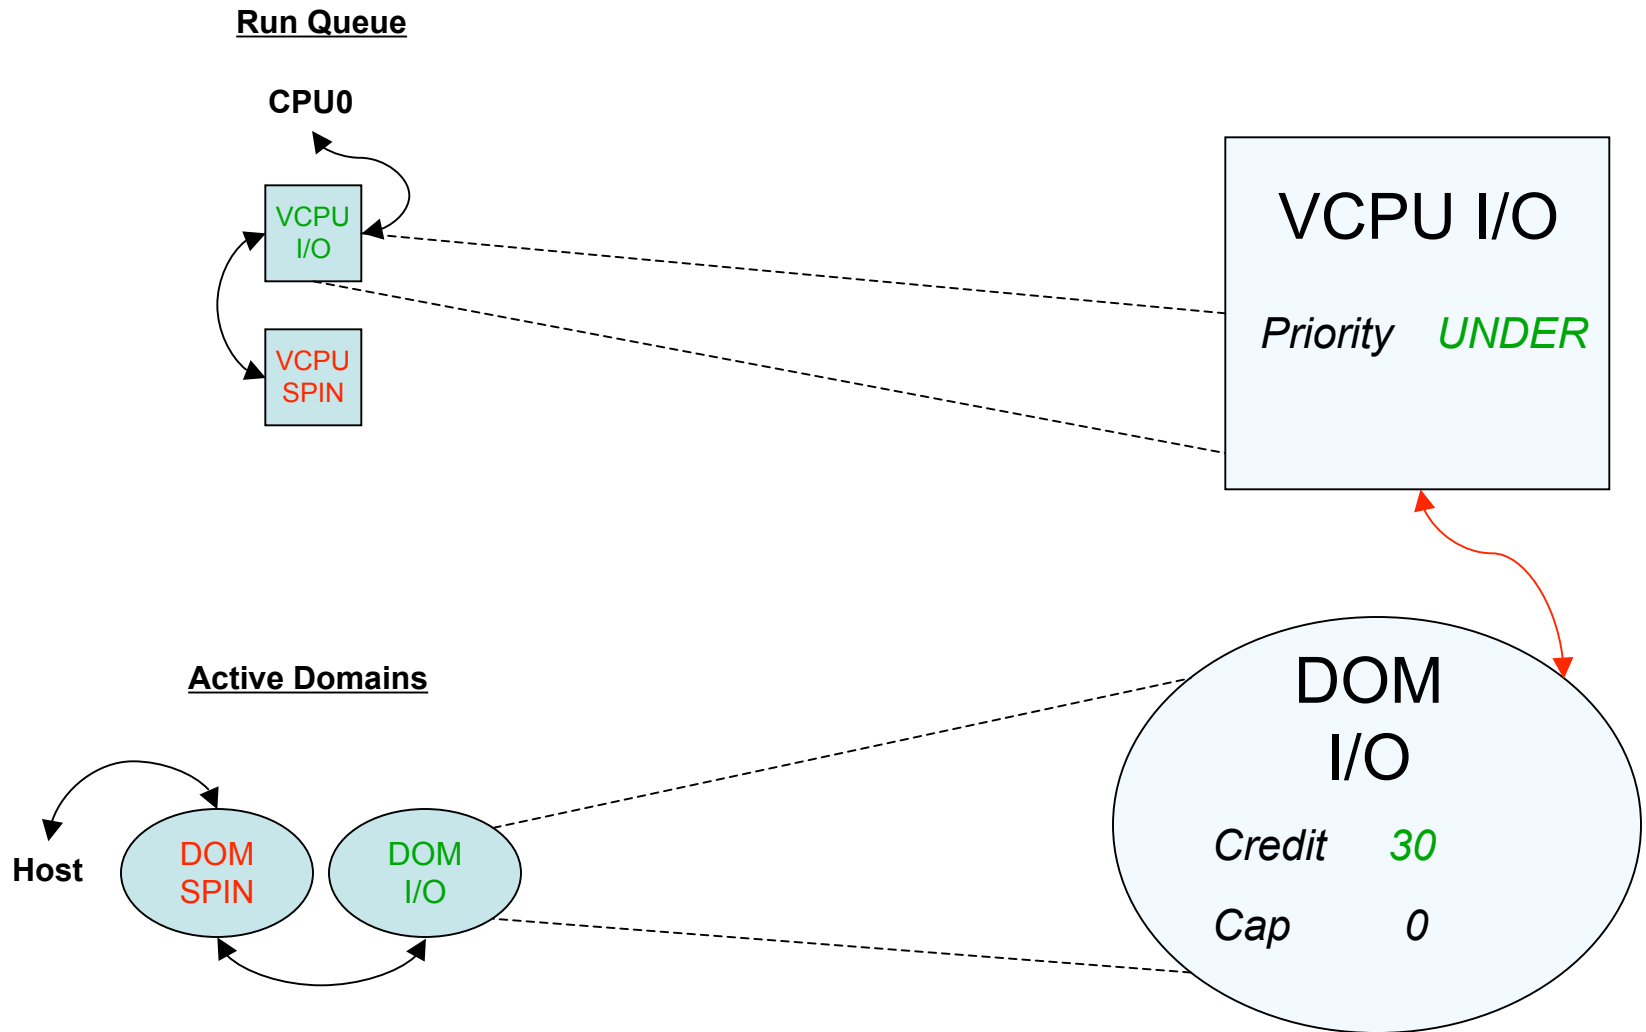 Run Queue
CPU0
VCPU
I/O
VCPU
SPIN
VCPU I/O
Priority UNDER
Active Domains
Host
DOM
SPIN
DOM
I/O
DOM
I/O
Credit 30
Cap 0